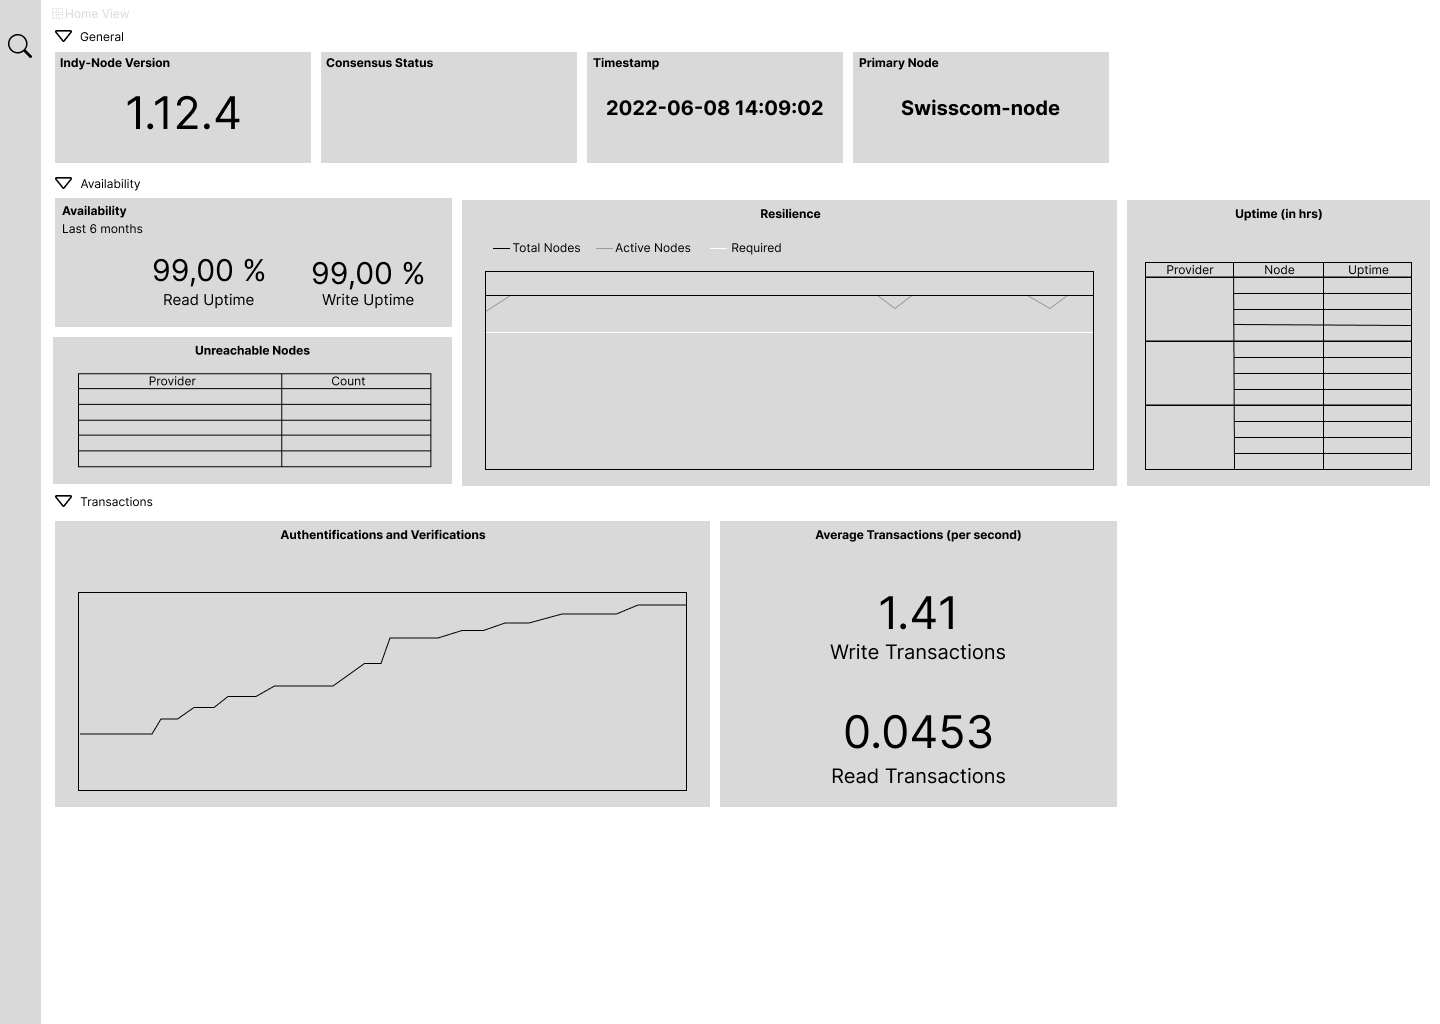 Home View
General
Indy-Node Version
1.12.4
Consensus Status
Timestamp
2022-06-08 14:09:02
Primary Node
Swisscom-node
Availability
Availability
Last 6 months
99,00 %
Read Uptime
99,00 %
Write Uptime
Unreachable Nodes
Provider Count
Resilience
Total Nodes Active Nodes Required
Uptime (in hrs)
Provider Node Uptime
Transactions
Authentifications and Verifications
Average Transactions (per second)
1.41
Write Transactions
0.0453
Read Transactions